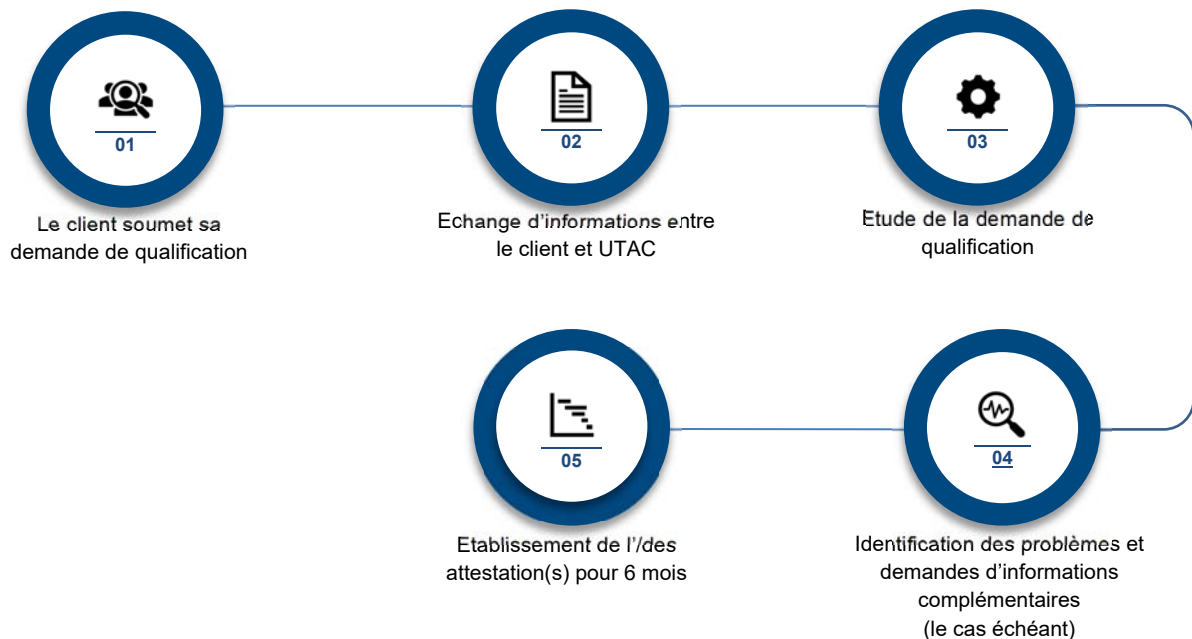 01
Le client soumet sa
demande de qualification
02
Echange d'informations entre
le client et UTAC
03
Etude de la demande de
qualification
04
Identification des problèmes et
demandes d'informations
complémentaires
(le cas échéant)
05
Etablissement de l'/des
attestation(s) pour 6 mois